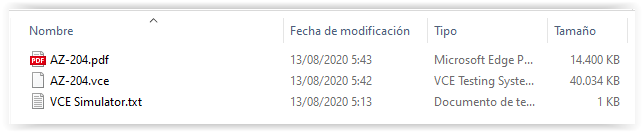 Nombre Fecha de modificación Tipo Tamaño
PDF AZ-204.pdf 13/08/2020 5:43 Microsoft Edge P... 14.400 KB
AZ-204.vce 13/08/2020 5:42 VCE Testing Syste... 40.034 KB
VCE Simulator.txt 13/08/2020 5:13 Documento de te... 1 KB